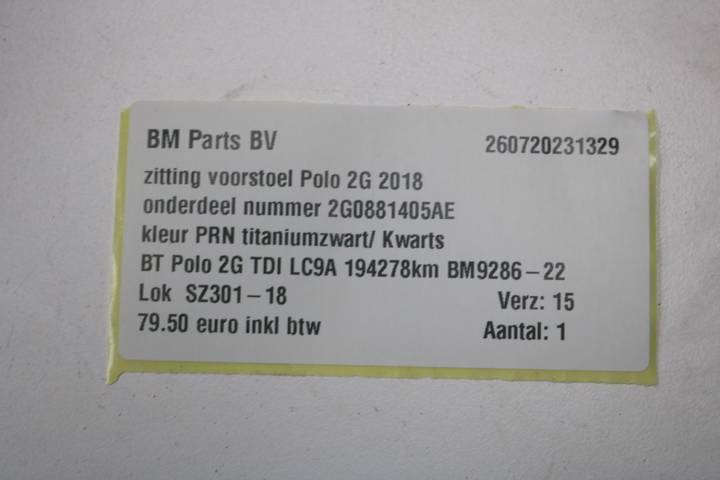 BM Parts BV 260720231329
zitting voorstoel Polo 2G 2018
onderdeel nummer 2G0881405AE
kleur PRN titaniumzwart/ Kwarts
BT Polo 2G TDI LC9A 194278km BM9286-22
Lok SZ301-18 Verz: 15
79.50 euro inkl btw Aantal: 1